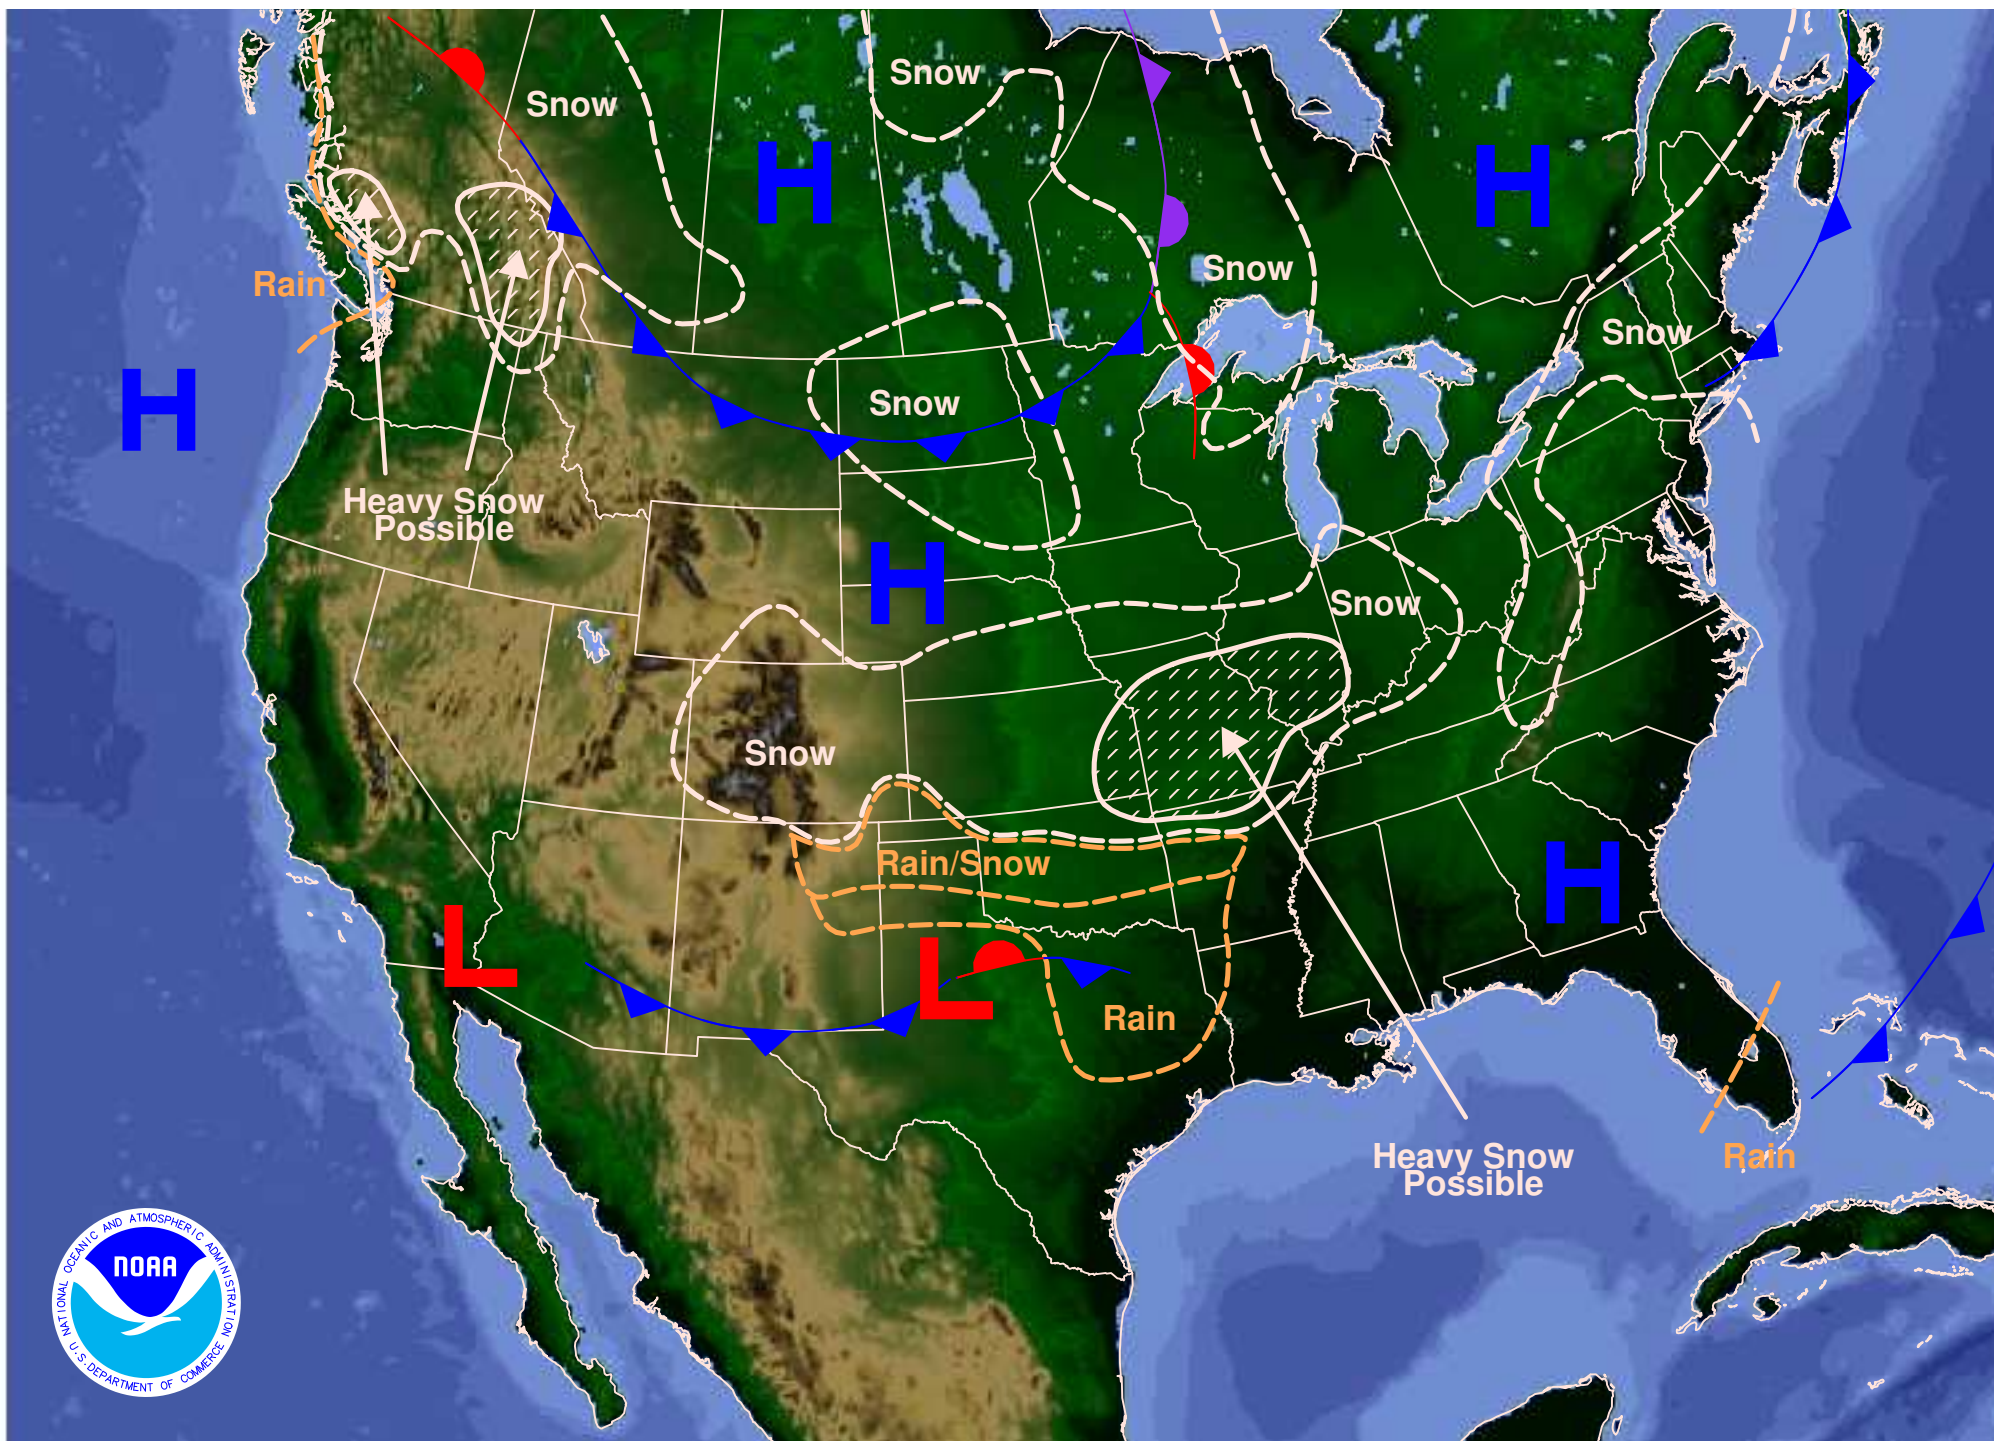 Snow
Snow
H
H
Snow
Rain
Snow
H
Snow
Heavy Snow
Possible
H
Snow
Snow
Rain/Snow
H
L
L
Rain
Heavy Snow
Possible
Rain
NATIONAL OCEANIC AND ATMOSPHERIC ADMINISTRATION
NOAA
U.S. DEPARTMENT OF COMMERCE